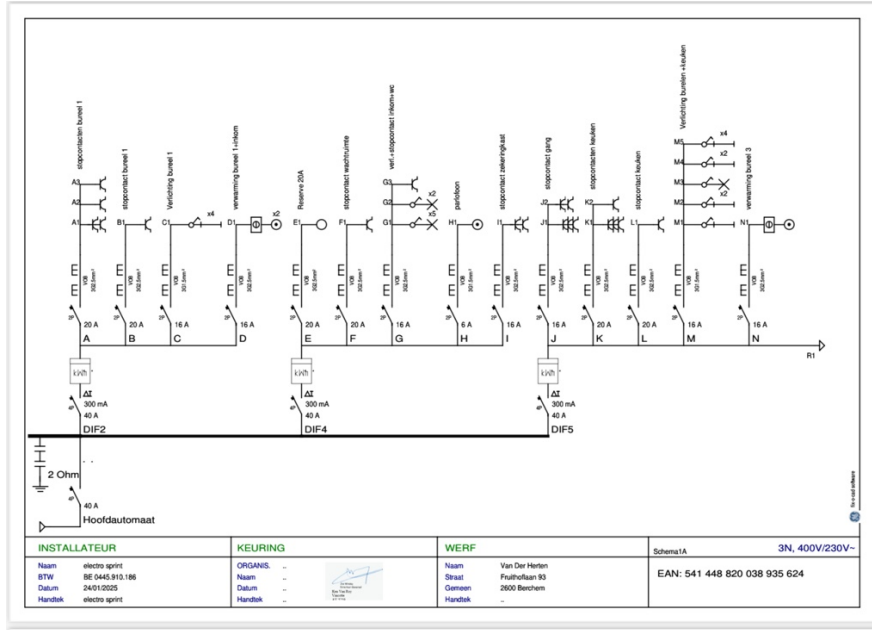 stopcontacten bureel 1
stopcontact bureel 1
Verlichting bureel 1
verwarming bureel 1+inkom
Reserve 20A
stopcontact wachtruimte
verl.+stopcontact inkom+wc
parlofoon
stopcontact zekeringkast
stopcontact gang
stopcontacten keuken
stopcontact keuken
Verlichting burelen +keuken
verwarming bureel 3
A3
A2
A1
B1
C1
x4
D1
x2
E1
F1
G3
G2
x2
G1
x5
H1
I1
J2
J1
K2
K1
L1
M5
x4
M4
x2
M3
M2
x2
M1
N1
20 A
20 A
16 A
16 A
20 A
20 A
16 A
6 A
16 A
20 A
20 A
20 A
16 A
16 A
A
B
C
D
E
F
G
H
I
J
K
L
M
N
R1
kWh
kWh
kWh
ΔI
300 mA
40 A
DIF2
ΔI
300 mA
40 A
DIF4
ΔI
300 mA
40 A
DIF5
2 Ohm
40 A
Hoofdautomaat
INSTALLATEUR
Naam electro sprint
BTW BE 0445.910.186
Datum 24/01/2025
Handtek electro sprint
KEURING
ORGANIS. ..
Naam ..
Datum ..
Handtek ..
WERF
Naam Van Der Herten
Straat Fruithoflaan 93
Gemeen 2600 Berchem
Handtek ..
Schema1A
3N, 400V/230V~
EAN: 541 448 820 038 935 624